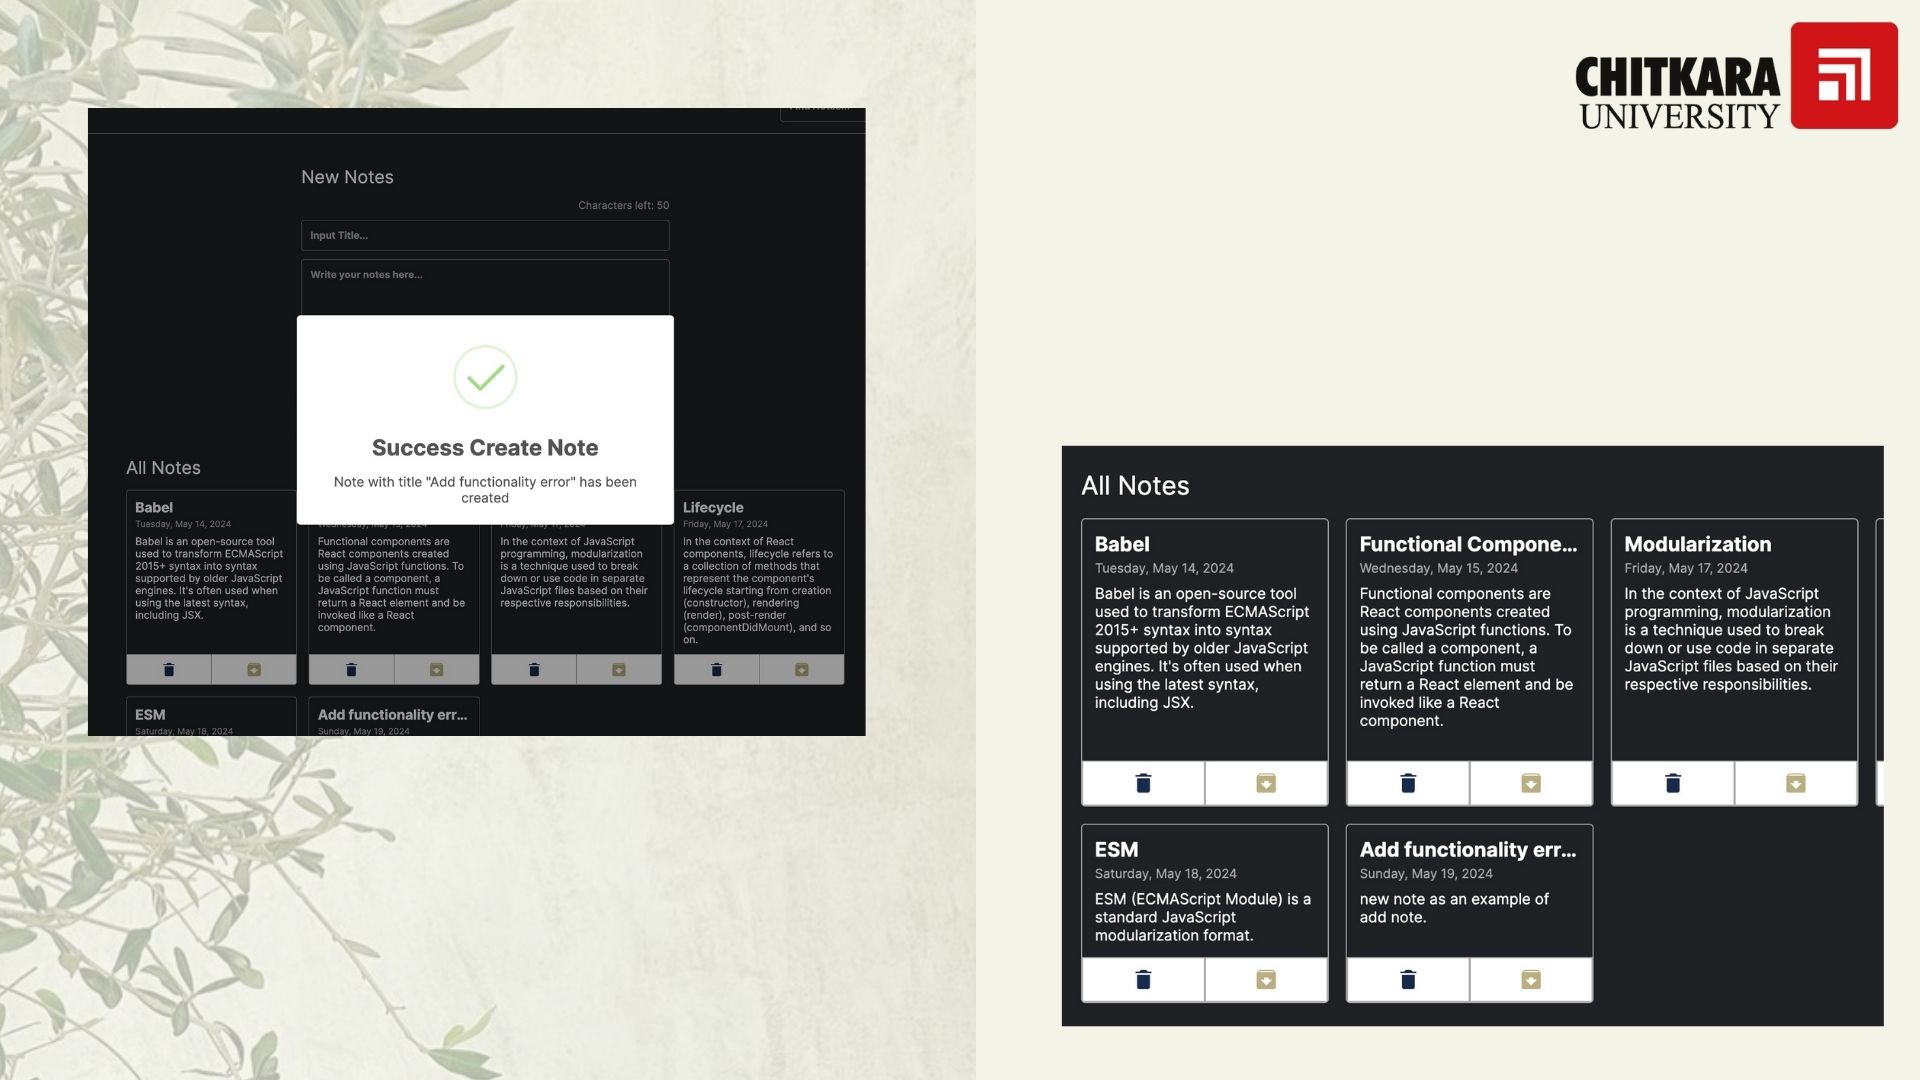 CHITKARA
UNIVERSITY
New Notes
Characters left: 50
Input Title...
Write your notes here...
Success Create Note
Note with title "Add functionality error" has been
created
All Notes
Babel
Tuesday, May 14, 2024
Babel is an open-source tool
used to transform ECMAScript
2015+ syntax into syntax
supported by older JavaScript
engines. It's often used when
using the latest syntax,
including JSX.
Wednesday, May 15, 2024
Functional components are
React components created
using JavaScript functions. To
be called a component, a
JavaScript function must
return a React element and be
invoked like a React
component.
Friday, May 17, 2024
In the context of JavaScript
programming, modularization
is a technique used to break
down or use code in separate
JavaScript files based on their
respective responsibilities.
Lifecycle
Friday, May 17, 2024
In the context of React
components, lifecycle refers to
a collection of methods that
represent the component's
lifecycle starting from creation
(constructor), rendering
(render), post-render
(componentDidMount), and so
on.
ESM
Saturday, May 18, 2024
Add functionality err...
Sunday, May 19, 2024
All Notes
Babel
Tuesday, May 14, 2024
Babel is an open-source tool
used to transform ECMAScript
2015+ syntax into syntax
supported by older JavaScript
engines. It's often used when
using the latest syntax,
including JSX.
Functional Compone...
Wednesday, May 15, 2024
Functional components are
React components created
using JavaScript functions. To
be called a component, a
JavaScript function must
return a React element and be
invoked like a React
component.
Modularization
Friday, May 17, 2024
In the context of JavaScript
programming, modularization
is a technique used to break
down or use code in separate
JavaScript files based on their
respective responsibilities.
ESM
Saturday, May 18, 2024
ESM (ECMAScript Module) is a
standard JavaScript
modularization format.
Add functionality err...
Sunday, May 19, 2024
new note as an example of
add note.